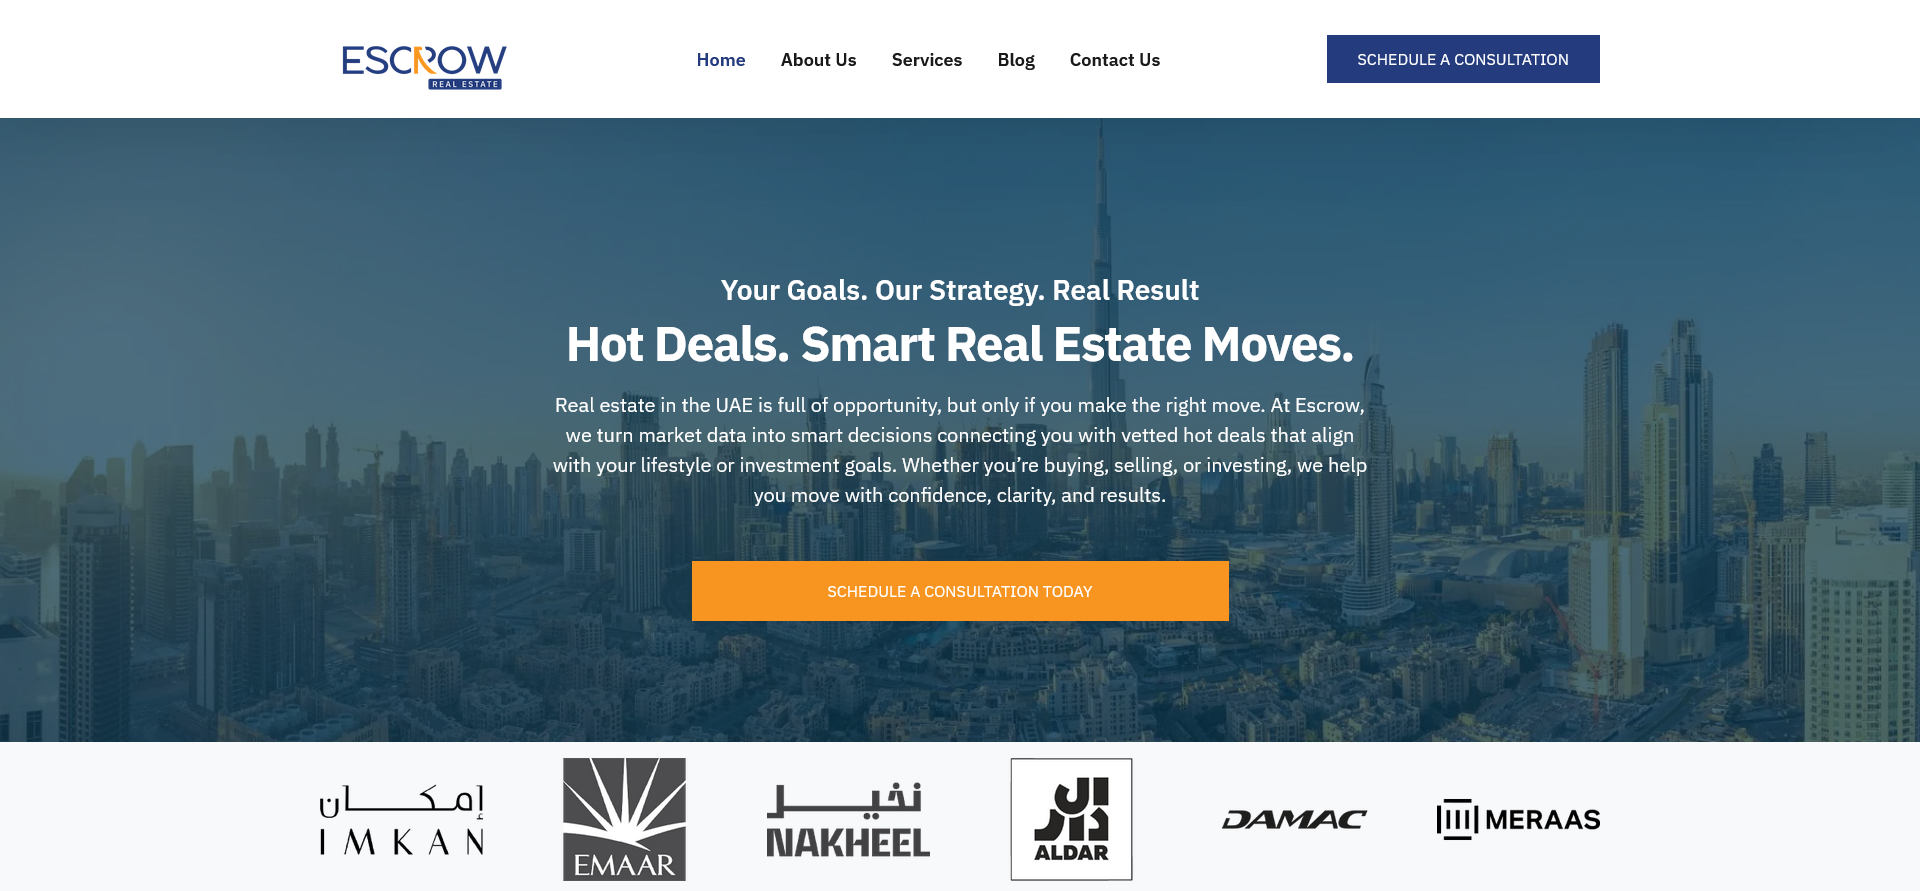 ESCROW
REAL ESTATE
Home
About Us
Services
Blog
Contact Us
SCHEDULE A CONSULTATION
Your Goals. Our Strategy. Real Result
Hot Deals. Smart Real Estate Moves.
Real estate in the UAE is full of opportunity, but only if you make the right move. At Escrow,
we turn market data into smart decisions connecting you with vetted hot deals that align
with your lifestyle or investment goals. Whether you’re buying, selling, or investing, we help
you move with confidence, clarity, and results.
SCHEDULE A CONSULTATION TODAY
إمكان
IMKAN
EMAAR
نخيل
NAKHEEL
الدار
ALDAR
DAMAC
MERAAS